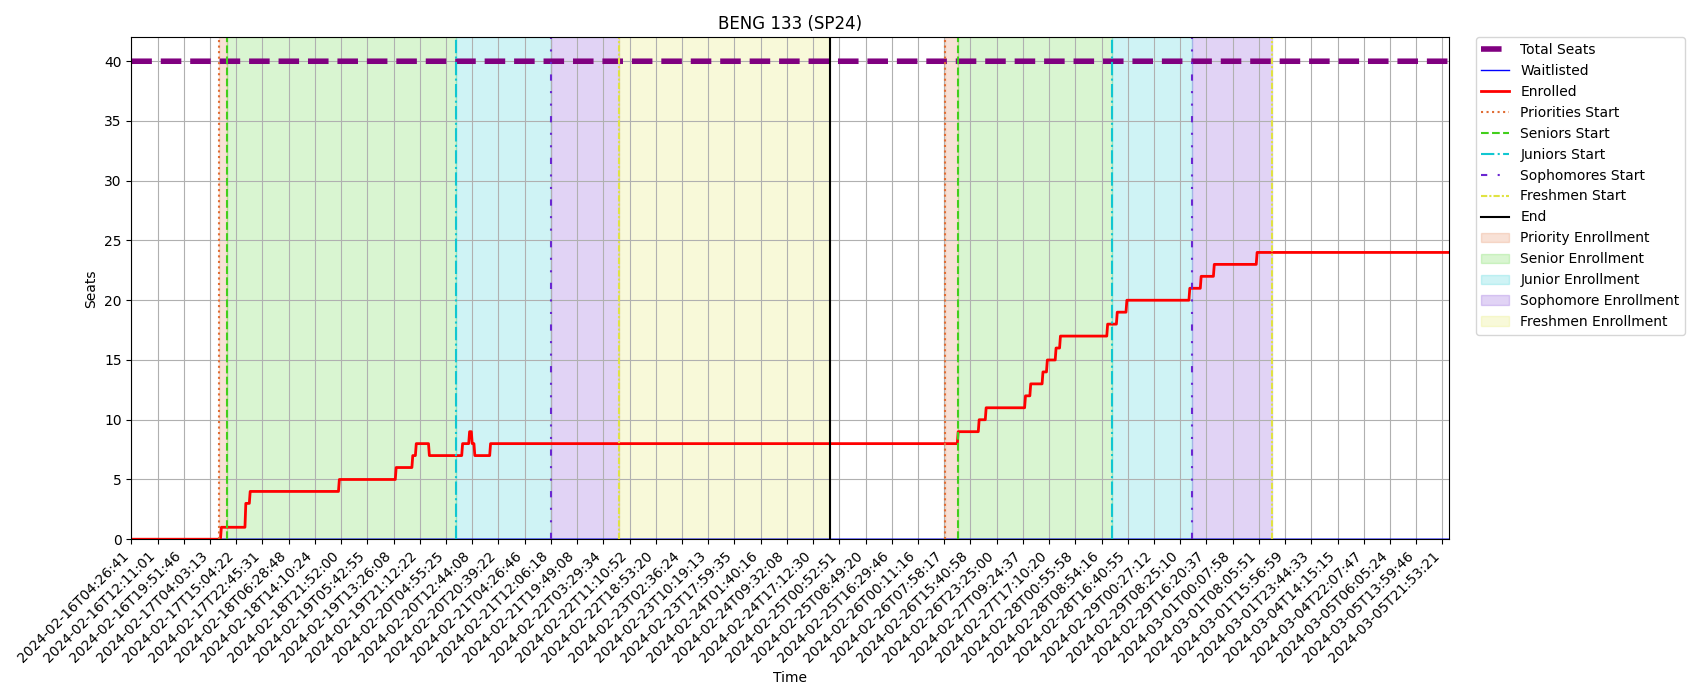 BENG 133 (SP24)
Seats
40
35
30
25
20
15
10
5
0
Total Seats
Waitlisted
Enrolled
Priorities Start
Seniors Start
Juniors Start
Sophomores Start
Freshmen Start
End
Priority Enrollment
Senior Enrollment
Junior Enrollment
Sophomore Enrollment
Freshmen Enrollment
2024-02-16T04:26:41
2024-02-16T12:11:01
2024-02-16T19:51:46
2024-02-17T04:03:13
2024-02-17T15:04:22
2024-02-17T22:45:31
2024-02-18T06:28:48
2024-02-18T14:10:24
2024-02-18T21:52:00
2024-02-19T05:42:55
2024-02-19T13:26:08
2024-02-19T21:12:22
2024-02-20T04:55:25
2024-02-20T12:44:08
2024-02-20T20:39:22
2024-02-21T04:26:46
2024-02-21T12:06:18
2024-02-21T19:49:08
2024-02-22T03:29:34
2024-02-22T11:10:52
2024-02-22T18:53:20
2024-02-23T02:36:24
2024-02-23T10:19:13
2024-02-23T17:59:35
2024-02-24T01:40:16
2024-02-24T09:32:08
2024-02-24T17:12:30
2024-02-25T00:52:51
2024-02-25T08:49:20
2024-02-25T16:29:46
2024-02-26T00:11:16
2024-02-26T07:58:17
2024-02-26T15:40:58
2024-02-26T23:25:00
2024-02-27T09:24:37
2024-02-27T17:10:20
2024-02-28T00:55:58
2024-02-28T08:54:16
2024-02-28T16:40:55
2024-02-29T00:27:12
2024-02-29T08:25:10
2024-02-29T16:20:37
2024-03-01T00:07:58
2024-03-01T08:05:51
2024-03-01T15:56:59
2024-03-01T23:44:33
2024-03-04T14:15:15
2024-03-04T22:07:47
2024-03-05T06:05:24
2024-03-05T13:59:46
2024-03-05T21:53:21
Time